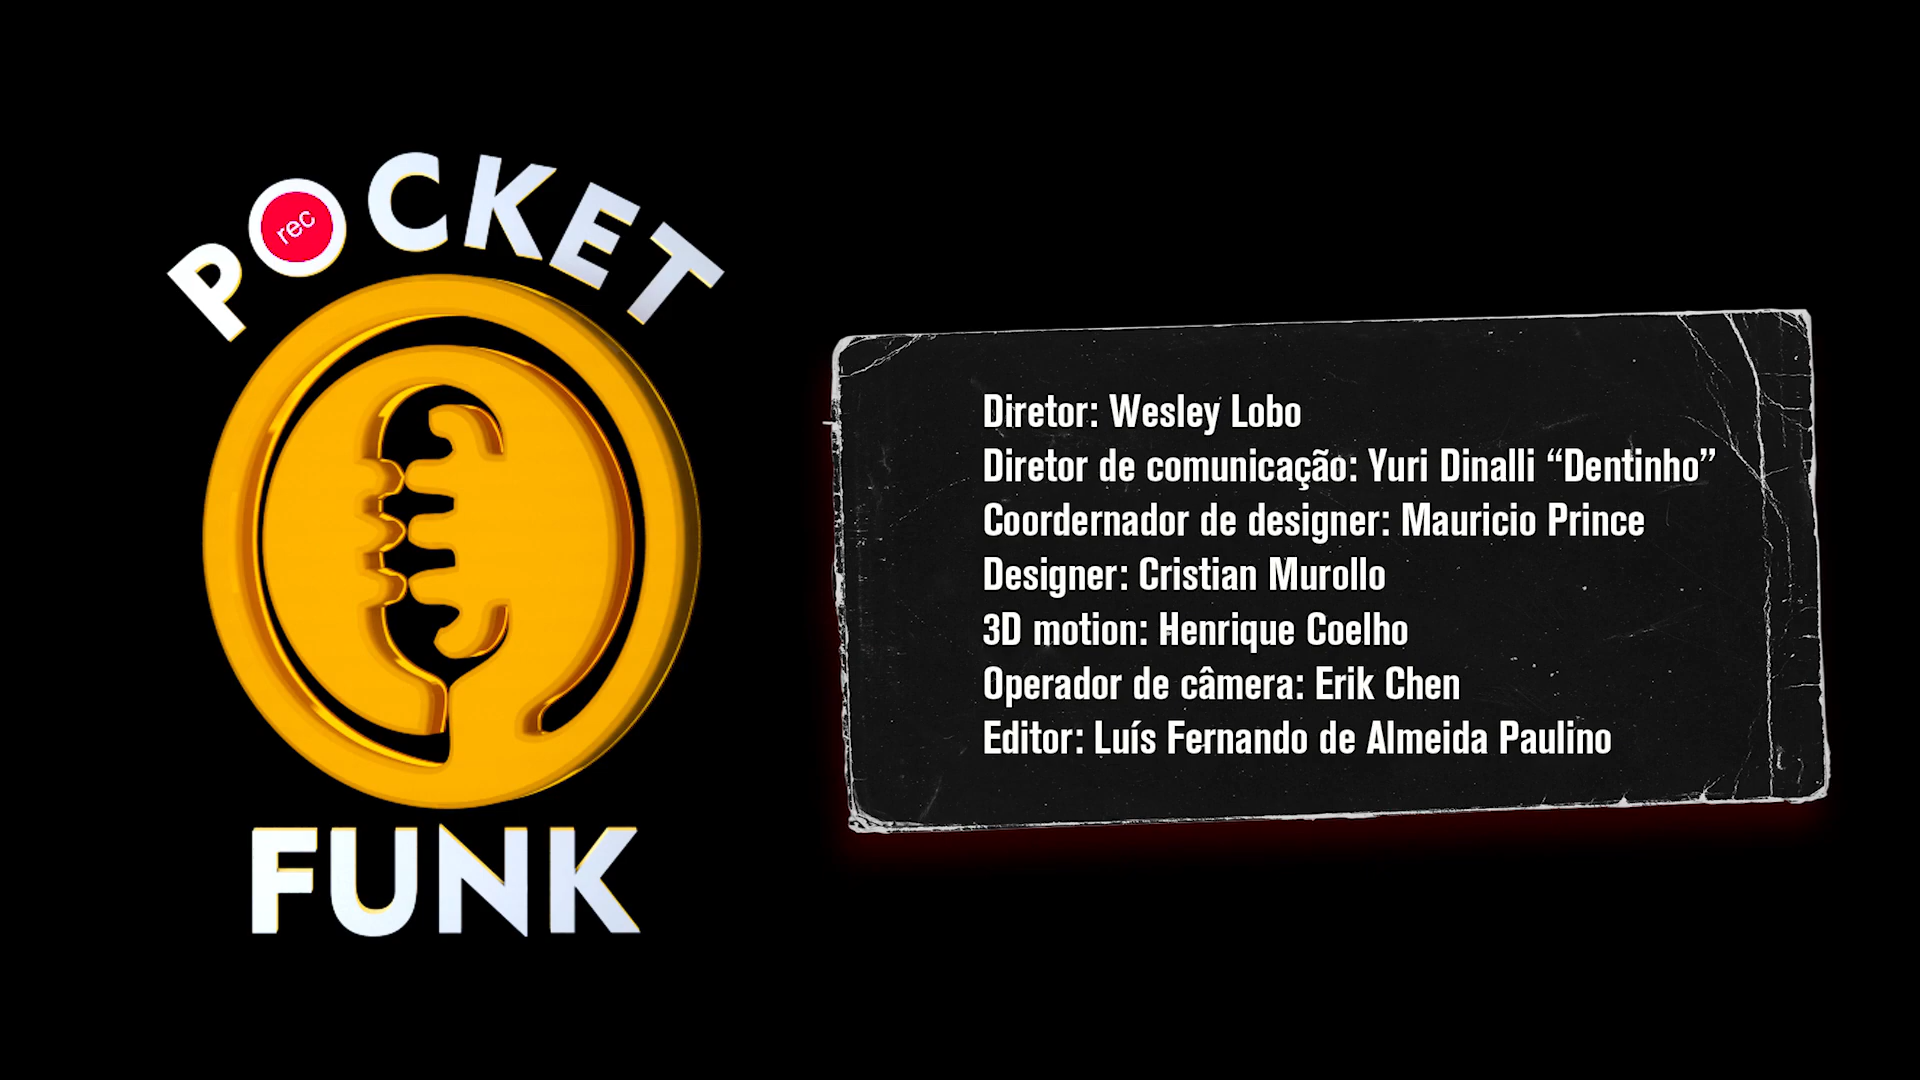 POCKET
rec
FUNK
Diretor: Wesley Lobo
Diretor de comunicação: Yuri Dinalli “Dentinho”
Coordernador de designer: Mauricio Prince
Designer: Cristian Murollo
3D motion: Henrique Coelho
Operador de câmera: Erik Chen
Editor: Luís Fernando de Almeida Paulino